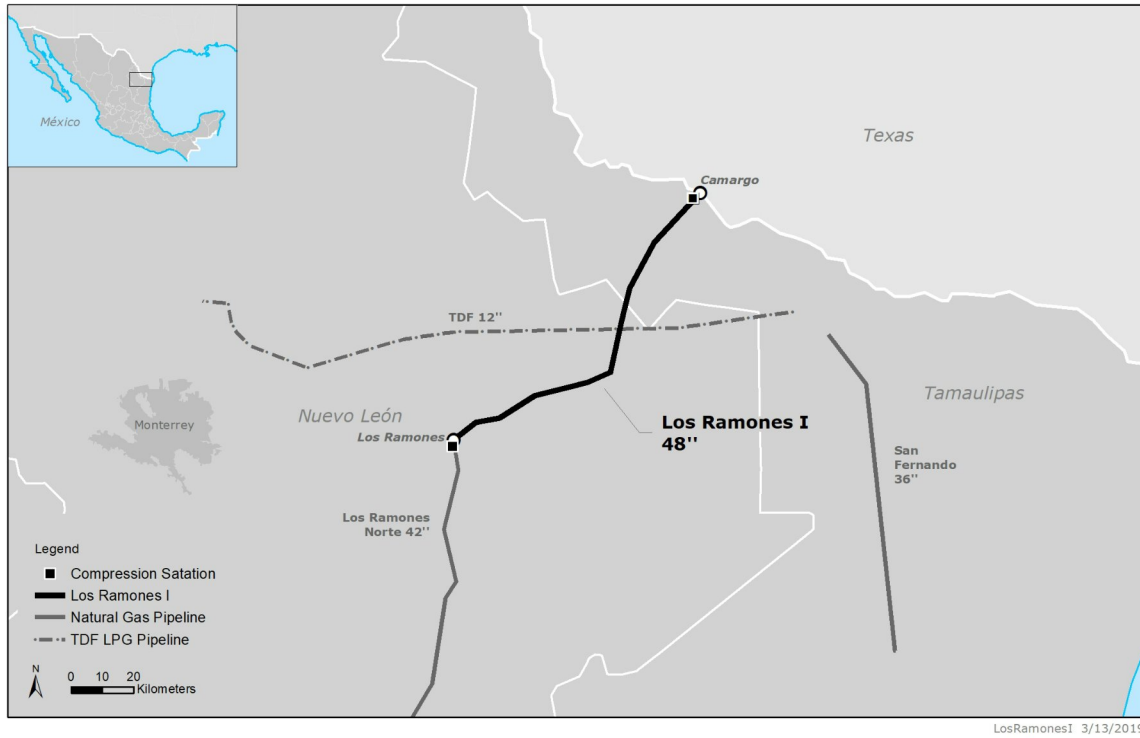 México
Texas
Camargo
TDF 12"
Nuevo León
Tamaulipas
Monterrey
Los Ramones
Los Ramones I
48"
San
Fernando
36"
Los Ramones
Norte 42"
Legend
Compression Satation
Los Ramones I
Natural Gas Pipeline
TDF LPG Pipeline
N
0 10 20
Kilometers
LosRamonesI 3/13/2019